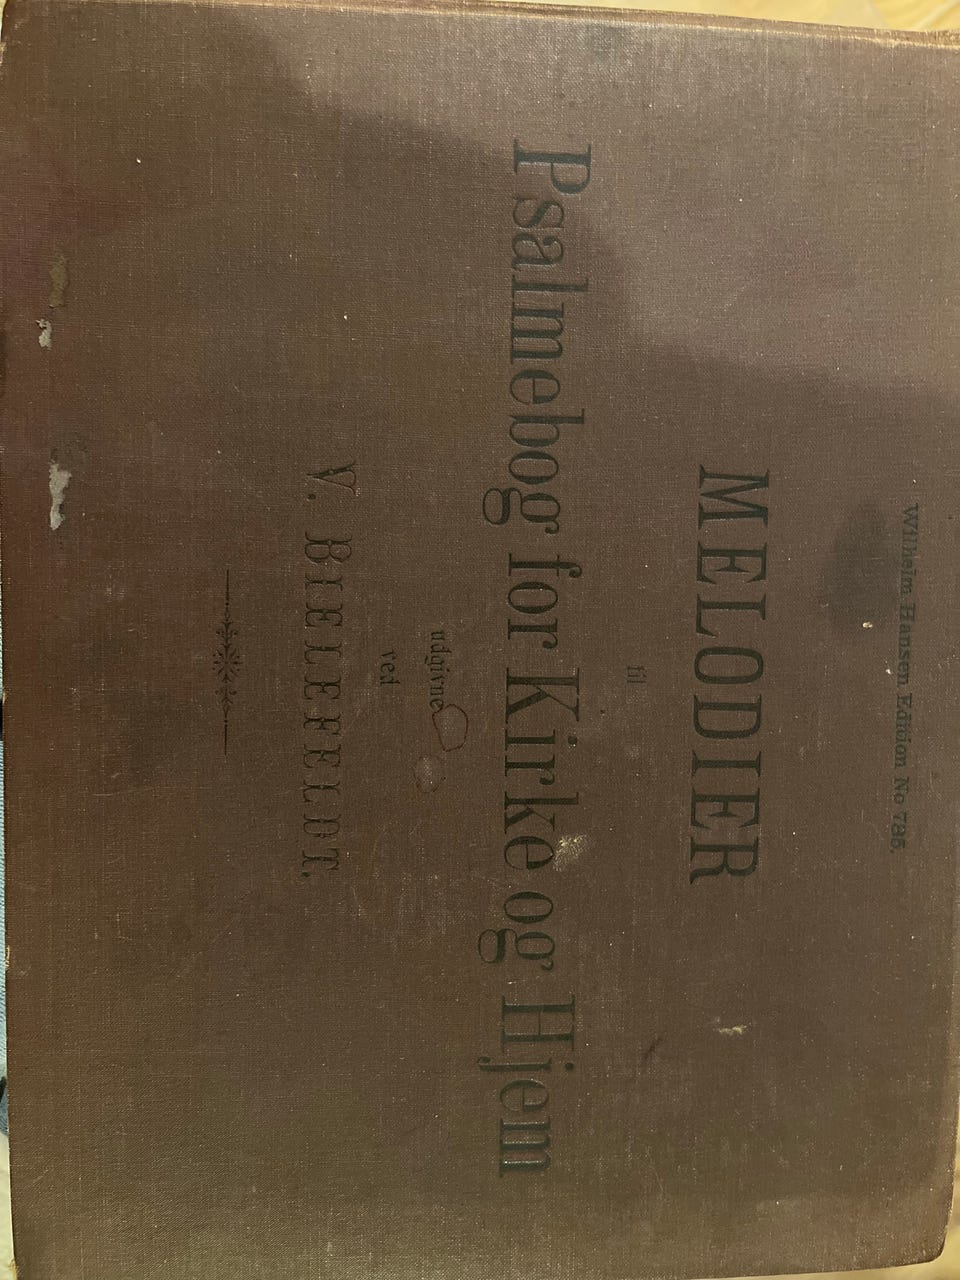 Wilhelm Hansen Edition No 785.
MELODIER
til
Psalmebog for Kirke og Hjem
udgivne
ved
V. BIELEFELDT.